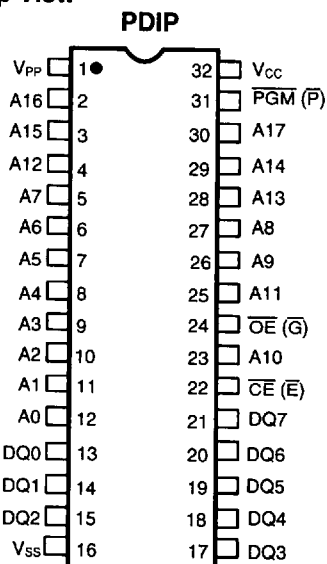 PDIP
VPP 1 32 VCC
A16 2 31 PGM (P)
A15 3 30 A17
A12 4 29 A14
A7 5 28 A13
A6 6 27 A8
A5 7 26 A9
A4 8 25 A11
A3 9 24 OE (G)
A2 10 23 A10
A1 11 22 CE (E)
A0 12 21 DQ7
DQ0 13 20 DQ6
DQ1 14 19 DQ5
DQ2 15 18 DQ4
VSS 16 17 DQ3